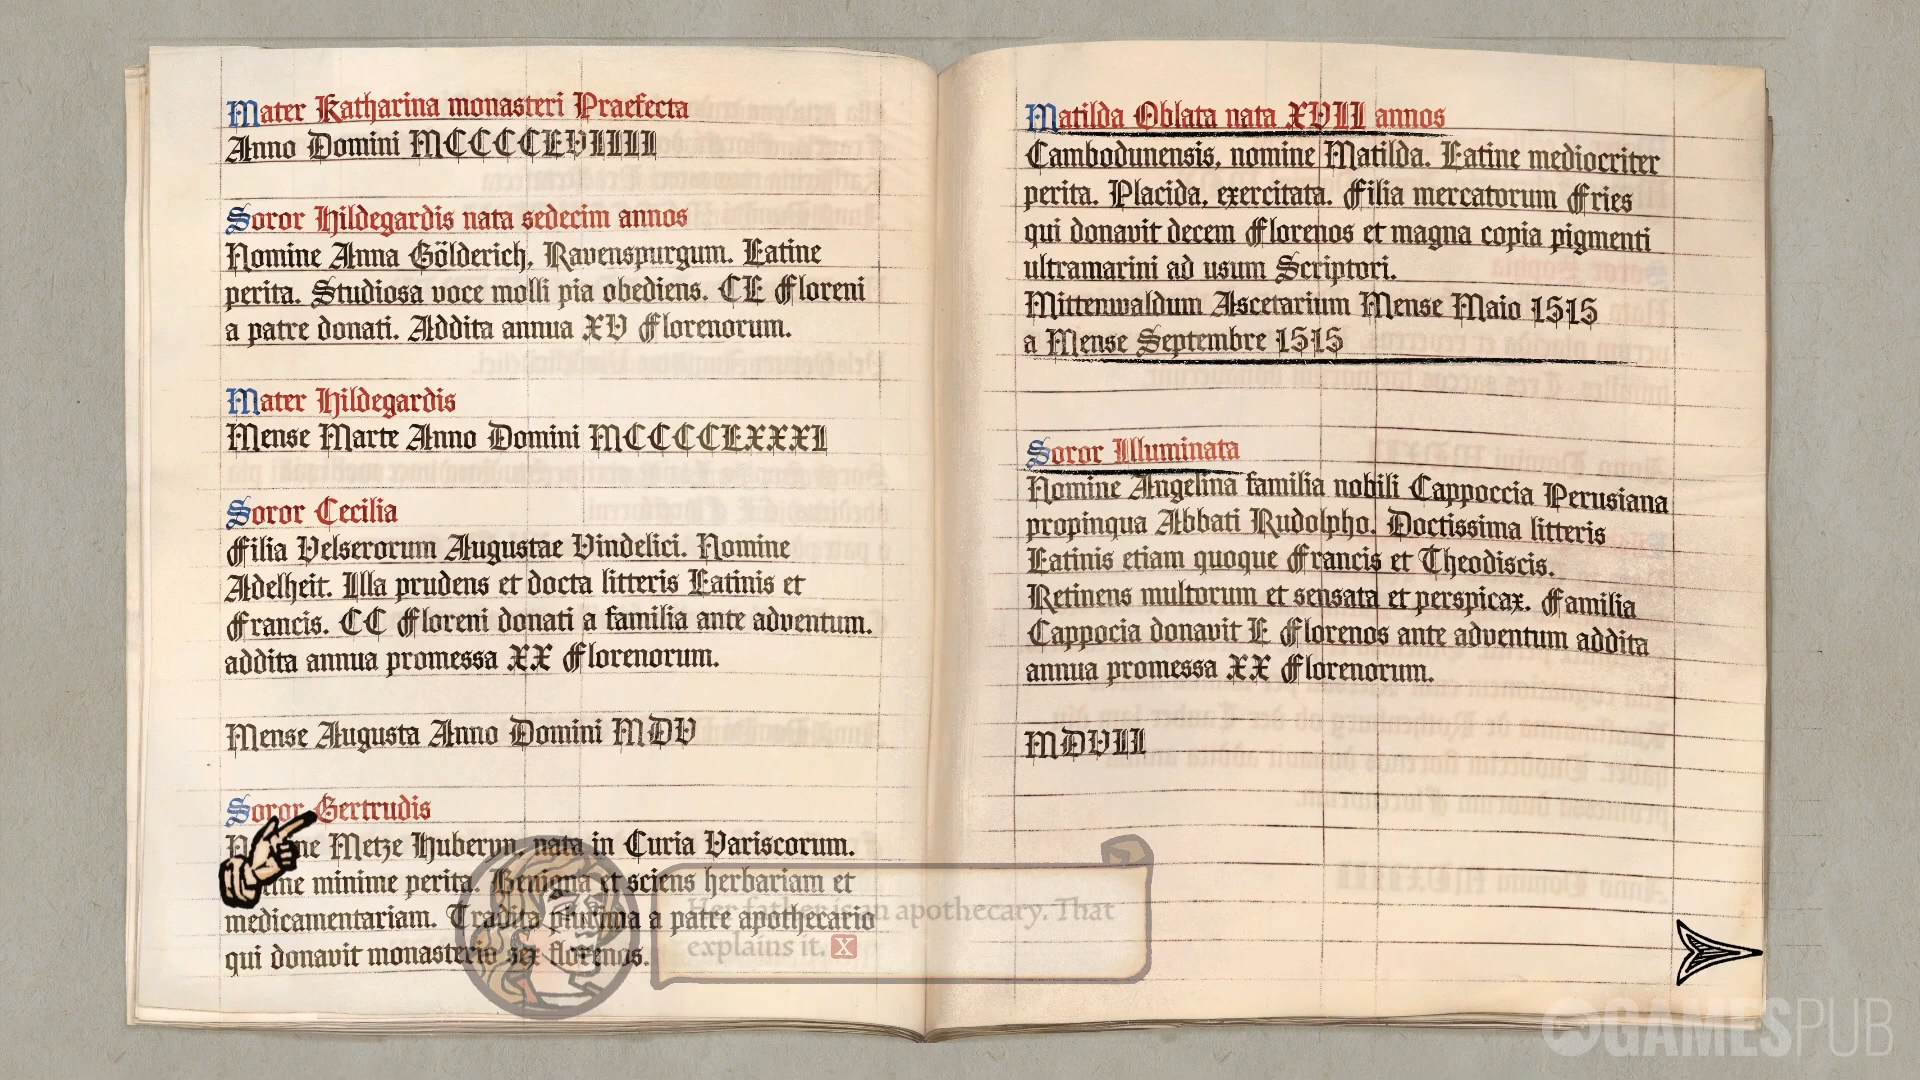 Mater Katharina monasteri Praefecta
Anno Domini MCCCCLVIIII
Soror Hildegardis nata sedecim annos
Nomine Anna Gölderich, Ravenspurgum. Latine
perita. Studiosa voce molli pia obediens. CL Floreni
a patre donati. Addita annua XV Florenorum.
Mater Hildegardis
Mense Marte Anno Domini MCCCCLXXXI
Soror Cecilia
Filia Velserorum Augustae Vindelici. Nomine
Adelheit. Illa prudens et docta litteris Latinis et
Francis. CC Floreni donati a familia ante adventum.
addita annua promessa XX Florenorum.
Mense Augusta Anno Domini MDV
Soror Gertrudis
Metze Huberyn, nata in Curia Variscorum.
minime perita. Benigna et sciens herbariam et
medicamentariam. Tradita plurima a patre apothecario
qui donavit monasterio sex florenos.
Her father is an apothecary. That
explains it. X
Matilda Oblata nata XVII annos
Cambodunensis, nomine Matilda. Latine mediocriter
perita. Placida, exercitata. Filia mercatorum Fries
qui donavit decem Florenos et magna copia pigmenti
ultramarini ad usum Scriptori.
Mittenwaldum Ascetarium Mense Maio 1515
a Mense Septembre 1515
Soror Illuminata
Nomine Angelina familia nobili Cappoccia Perusiana
propinqua Abbati Rudolpho. Doctissima litteris
Latinis etiam quoque Francis et Theodiscis.
Retinens multorum et sensata et perspicax. Familia
Cappocia donavit L Florenos ante adventum addita
annua promessa XX Florenorum.
MDVII
GAMESPUB